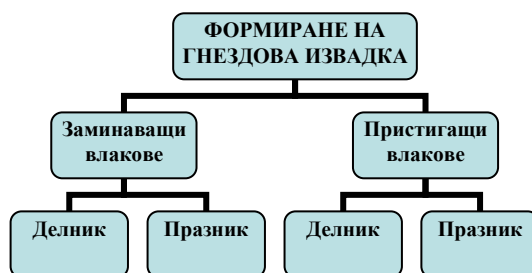 ФОРМИРАНЕ НА
ГНЕЗДОВА ИЗВАДКА
Заминаващи
влакове
Пристигащи
влакове
Делник
Празник
Делник
Празник